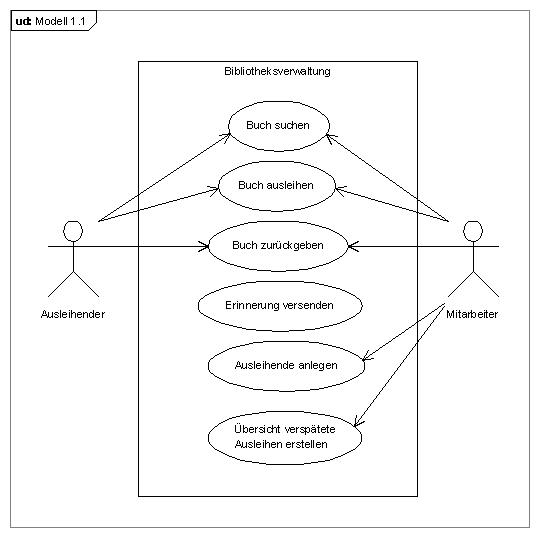 ud: Modell 1.1
Bibliotheksverwaltung
Buch suchen
Buch ausleihen
Buch zurückgeben
Erinnerung versenden
Ausleihender
Mitarbeiter
Ausleihende anlegen
Übersicht verspätete
Ausleihen erstellen